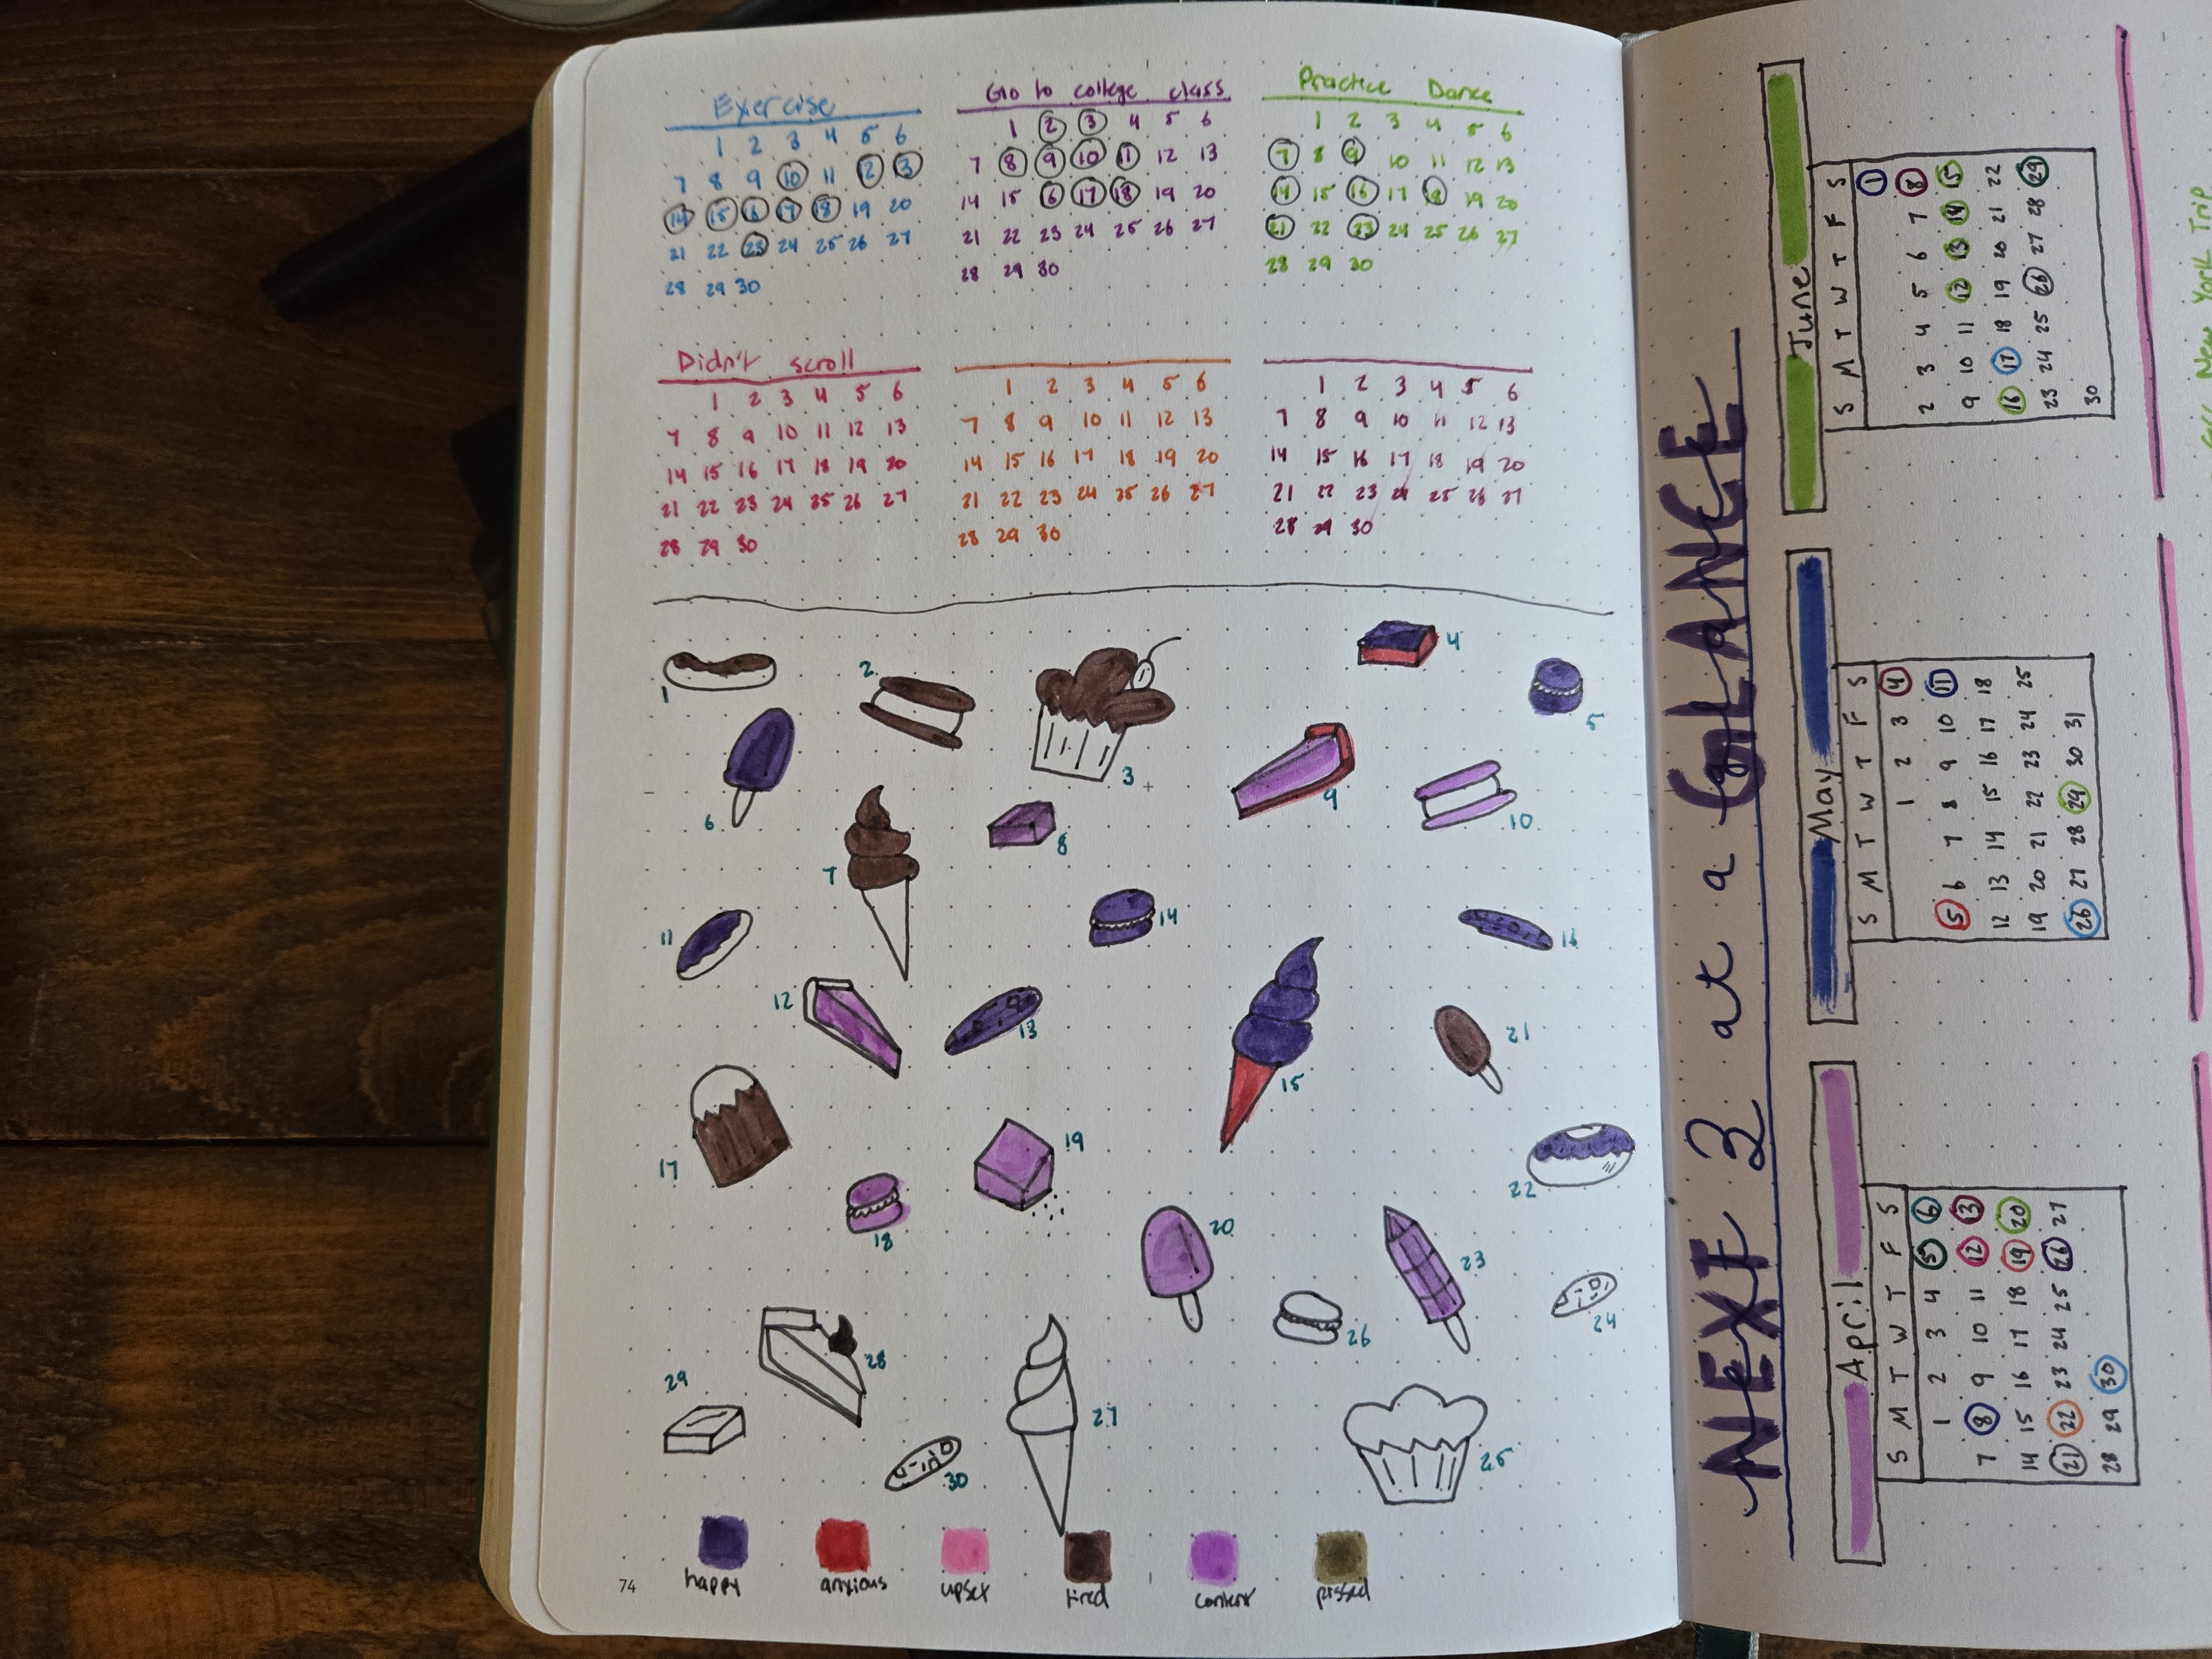 Exercise
1 2 3 4 5 6
7 8 9 10 11 12 13
14 15 16 17 18 19 20
21 22 23 24 25 26 27
28 29 30
Go to college class
1 2 3 4 5 6
7 8 9 10 11 12 13
14 15 16 17 18 19 20
21 22 23 24 25 26 27
28 29 30
Practice Dance
1 2 3 4 5 6
7 8 9 10 11 12 13
14 15 16 17 18 19 20
21 22 23 24 25 26 27
28 29 30
Didn't scroll
1 2 3 4 5 6
7 8 9 10 11 12 13
14 15 16 17 18 19 20
21 22 23 24 25 26 27
28 29 30
1 2 3 4 5 6
7 8 9 10 11 12 13
14 15 16 17 18 19 20
21 22 23 24 25 26 27
28 29 30
1 2 3 4 5 6
7 8 9 10 11 12 13
14 15 16 17 18 19 20
21 22 23 24 25 26 27
28 29 30
1
2
3
4
5
6
7
8
9
10
11
12
13
14
15
16
17
18
19
20
21
22
23
24
25
26
27
28
29
30
happy anxious upset tired content pissed
74
NEXT 3 at a GLANCE
April
S M T W T F S
1 2 3 4 5 6
7 8 9 10 11 12 13
14 15 16 17 18 19 20
21 22 23 24 25 26 27
28 29 30
May
S M T W T F S
1 2 3 4
5 6 7 8 9 10 11
12 13 14 15 16 17 18
19 20 21 22 23 24 25
26 27 28 29 30 31
June
S M T W T F S
1
2 3 4 5 6 7 8
9 10 11 12 13 14 15
16 17 18 19 20 21 22
23 24 25 26 27 28 29
30
New York Trip